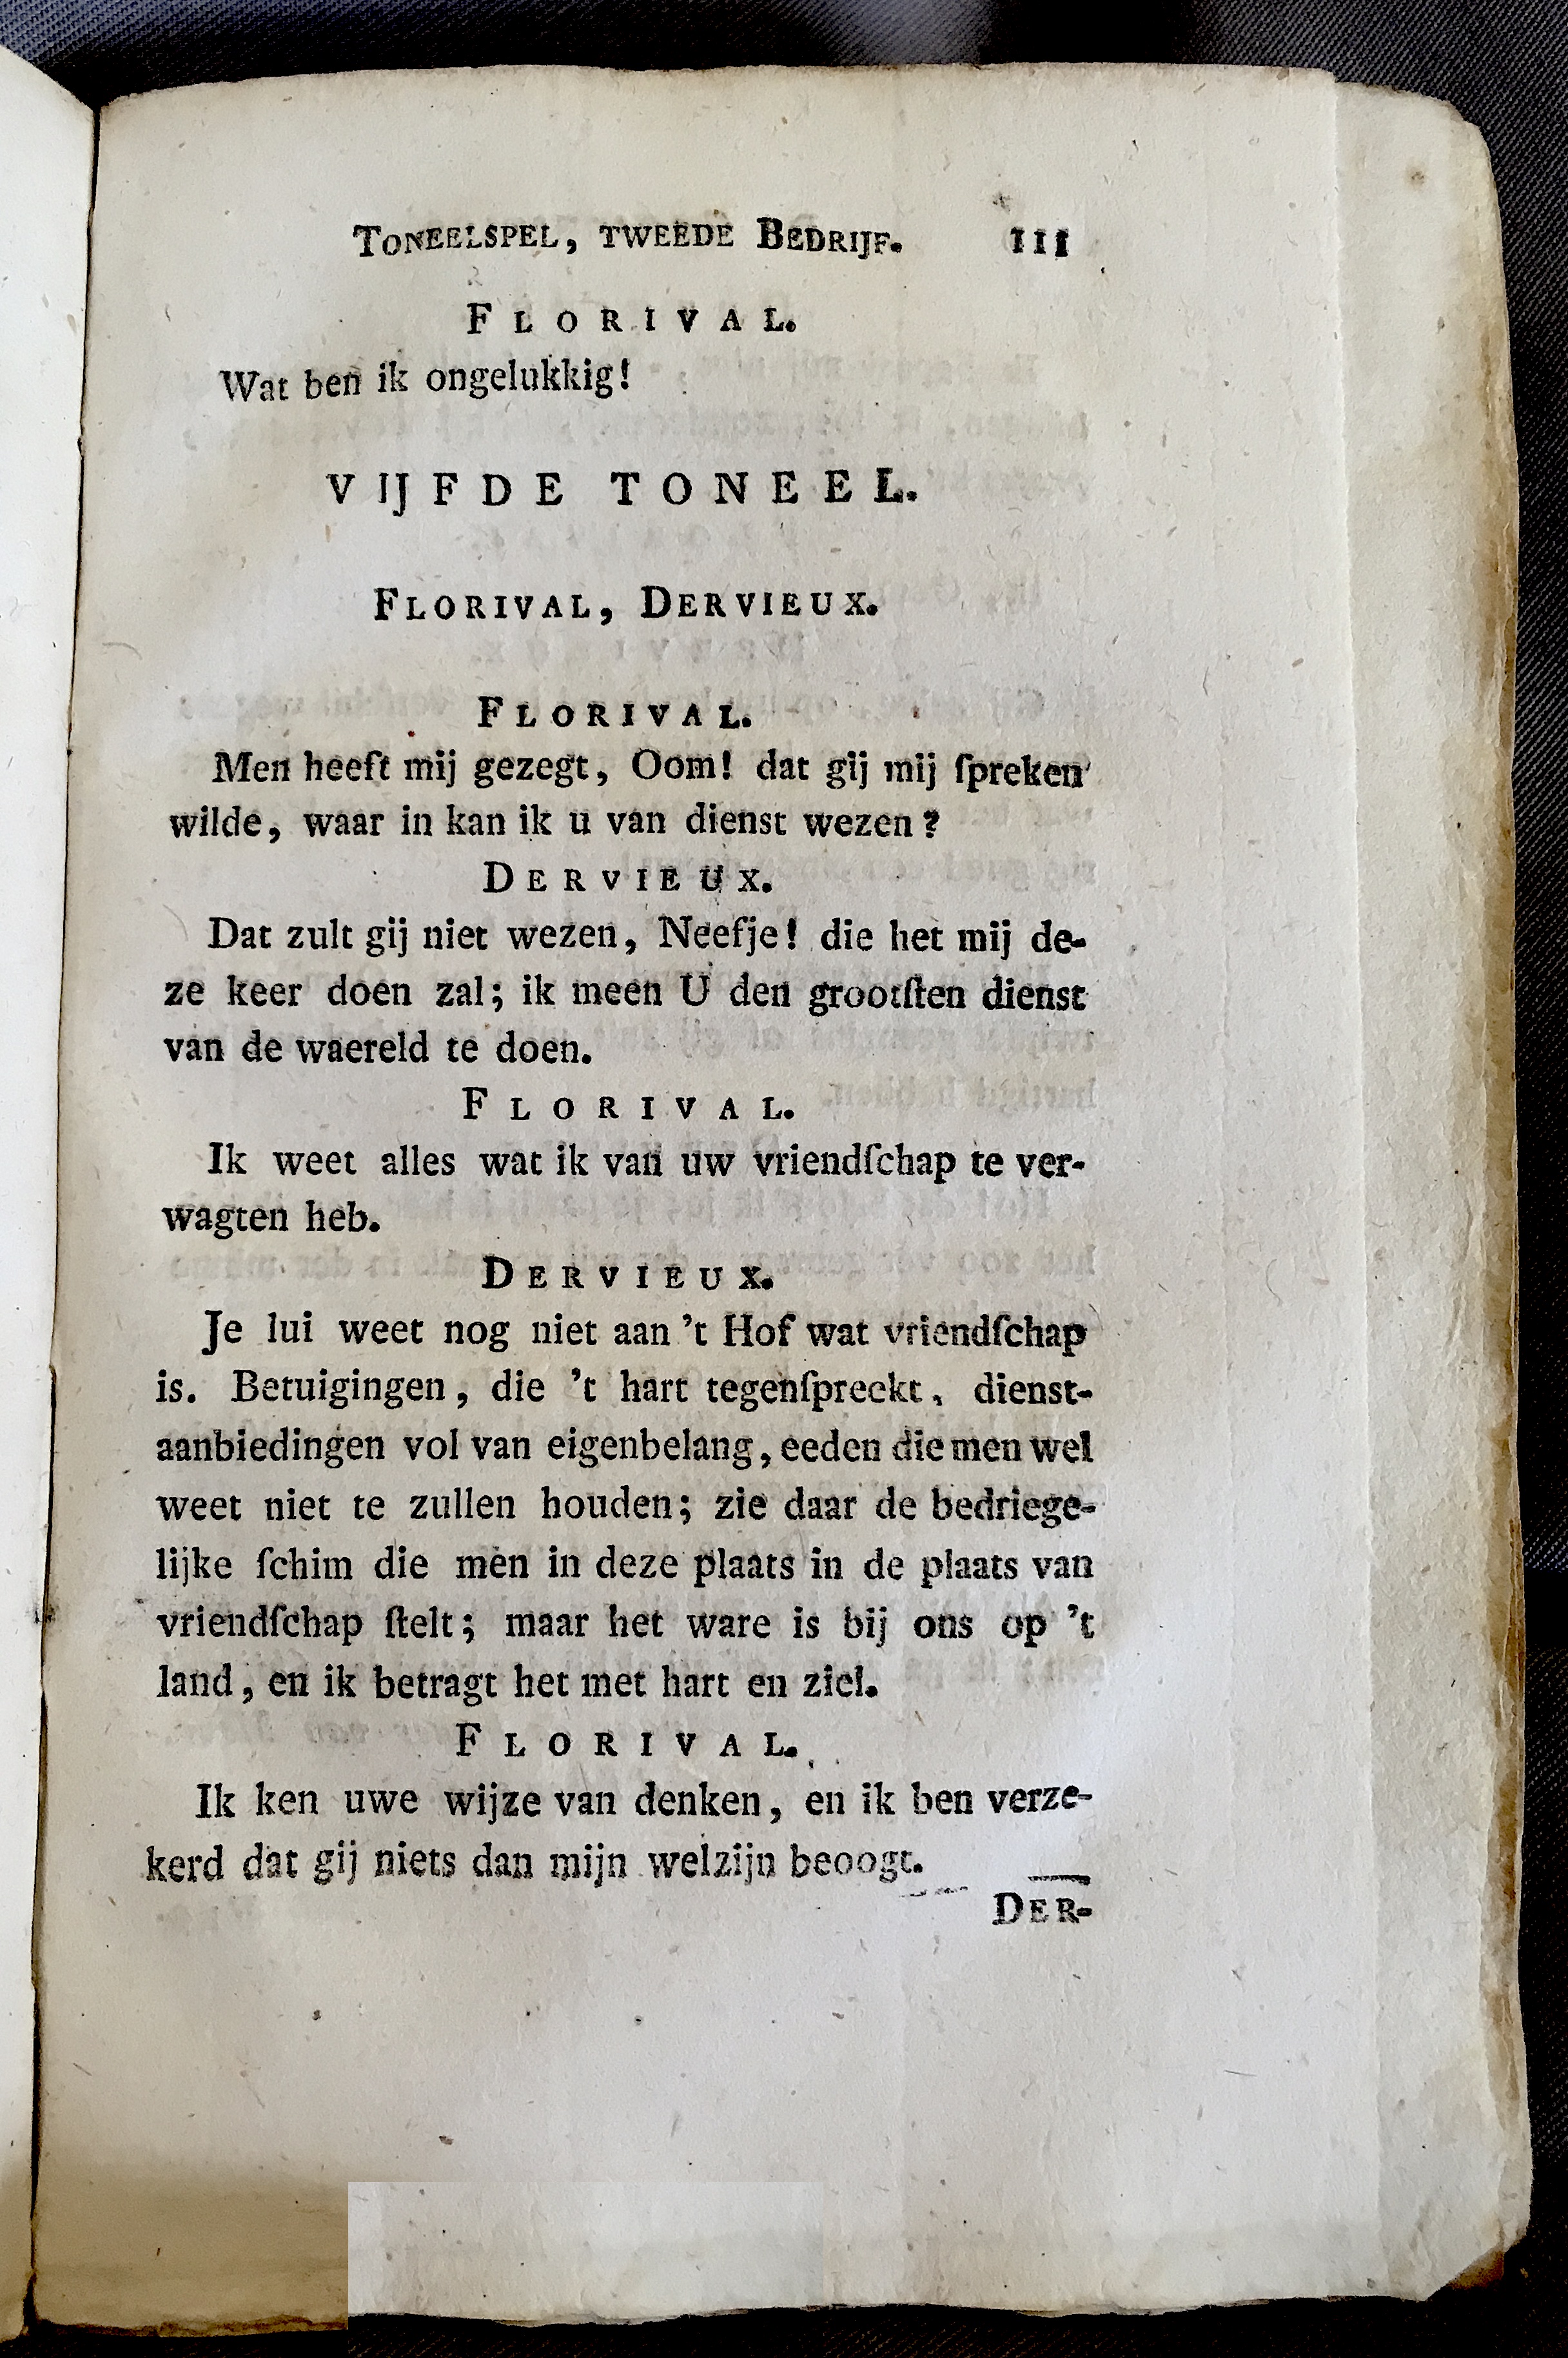 Toneelspel, tweede Bedrijf. 111
Florival.
Wat ben ik ongelukkig!
VIJFDE TONEEL.
Florival, Dervieux.
Florival.
Men heeft mij gezegt, Oom! dat gij mij ſpreken
wilde, waar in kan ik u van dienst wezen?
Dervieux.
Dat zult gij niet wezen, Neefje! die het mij de-
ze keer doen zal; ik meen U den grootſten dienst
van de waereld te doen.
Florival.
Ik weet alles wat ik van uw vriendſchap te ver-
wagten heb.
Dervieux.
Je lui weet nog niet aan 't Hof wat vriendſchap
is. Betuigingen, die 't hart tegenſpreekt, dienst-
aanbiedingen vol van eigenbelang, eeden die men wel
weet niet te zullen houden; zie daar de bedriege-
lijke ſchim die men in deze plaats in de plaats van
vriendſchap ſtelt; maar het ware is bij ons op 't
land, en ik betragt het met hart en ziel.
Florival.
Ik ken uwe wijze van denken, en ik ben verze-
kerd dat gij niets dan mijn welzijn beoogt.
Der-